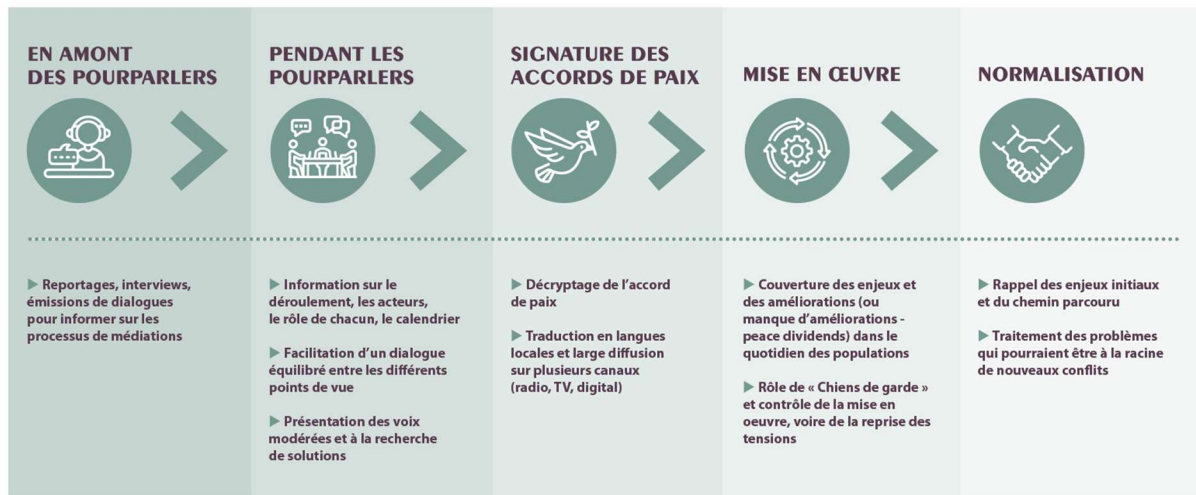 EN AMONT
DES POURPARLERS
PENDANT LES
POURPARLERS
SIGNATURE DES
ACCORDS DE PAIX
MISE EN ŒUVRE
NORMALISATION
▶ Reportages, interviews,
émissions de dialogues
pour informer sur les
processus de médiations
▶ Information sur le
déroulement, les acteurs,
le rôle de chacun, le calendrier
▶ Facilitation d’un dialogue
équilibré entre les différents
points de vue
▶ Présentation des voix
modérées et à la recherche
de solutions
▶ Décryptage de l’accord
de paix
▶ Traduction en langues
locales et large diffusion
sur plusieurs canaux
(radio, TV, digital)
▶ Couverture des enjeux et
des améliorations (ou
manque d’améliorations -
peace dividends) dans le
quotidien des populations
▶ Rôle de « Chiens de garde »
et contrôle de la mise en
oeuvre, voire de la reprise des
tensions
▶ Rappel des enjeux initiaux
et du chemin parcouru
▶ Traitement des problèmes
qui pourraient être à la racine
de nouveaux conflits